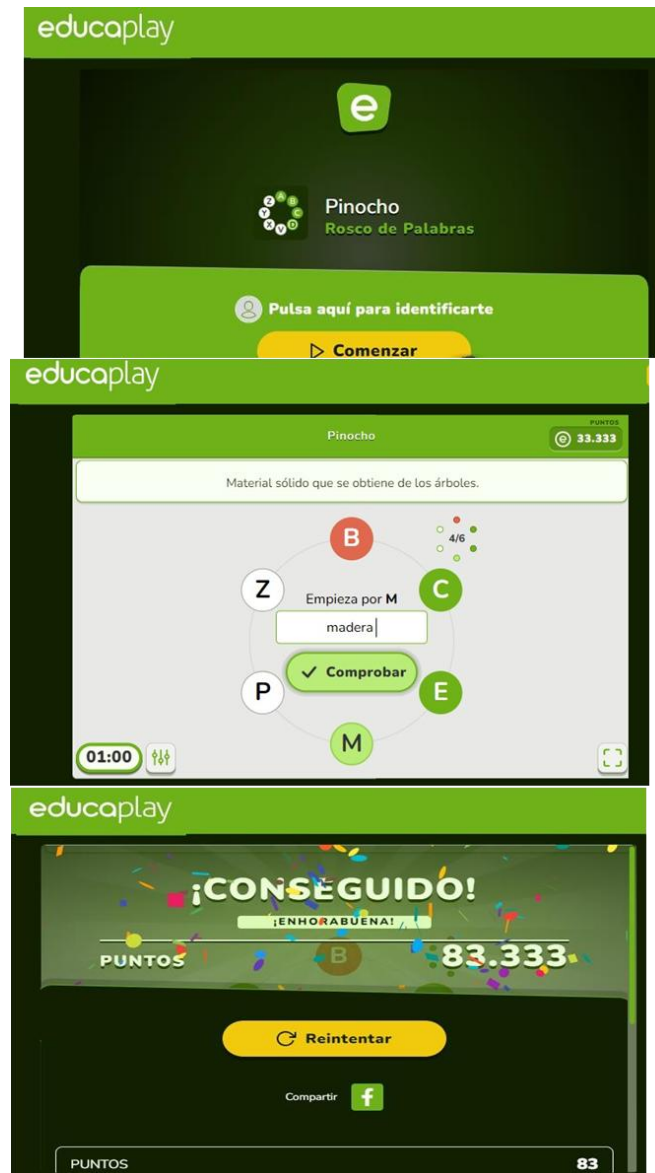 educaplay
e
Z A B C D V X Y
Pinocho
Rosco de Palabras
Pulsa aquí para identificarte
Comenzar
educaplay
Pinocho
PUNTOS
e 33.333
Material sólido que se obtiene de los árboles.
B
4/6
Z
Empieza por M
C
madera
Comprobar
P
E
M
01:00
educaplay
¡CONSEGUIDO!
¡ENHORABUENA!
B
PUNTOS 83.333
Reintentar
Compartir f
PUNTOS 83